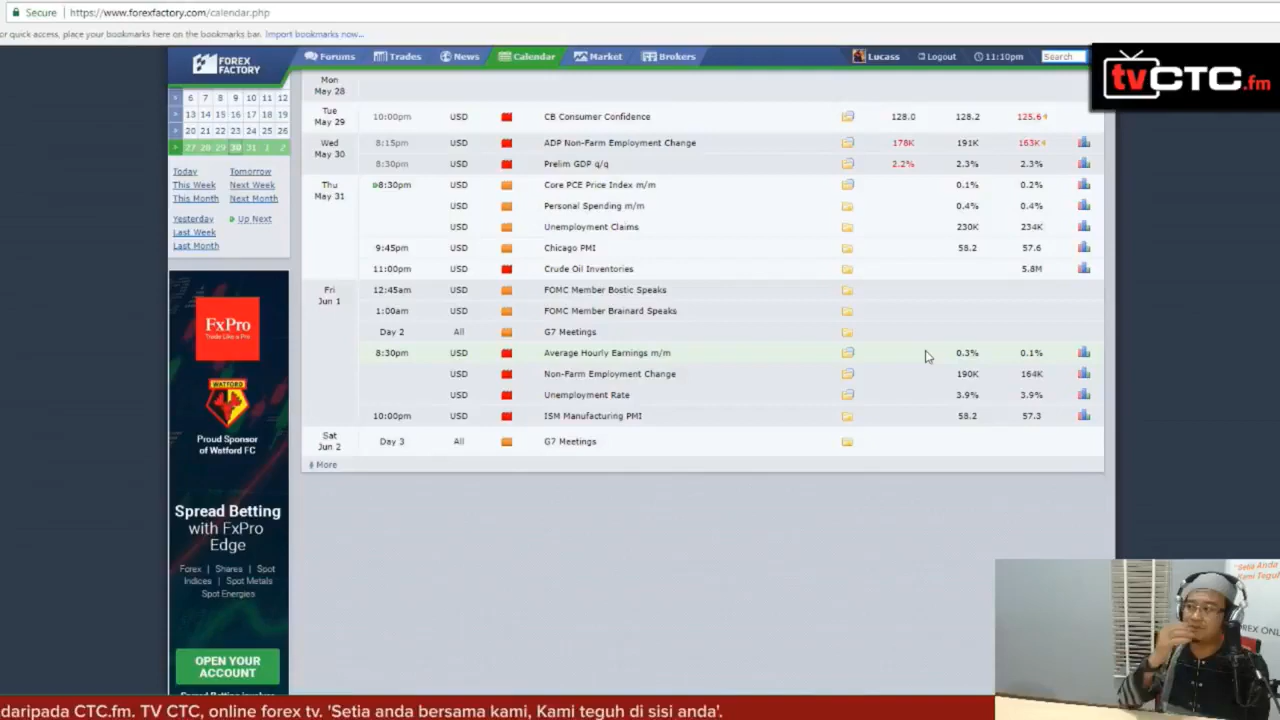 Secure https://www.forexfactory.com/calendar.php
or quick access, place your bookmarks here on the bookmarks bar. Import bookmarks now...
FOREX FACTORY
Forums Trades News Calendar Market Brokers Lucass Logout 11:10pm Search
tvCTC.fm
6 7 8 9 10 11 12
13 14 15 16 17 18 19
20 21 22 23 24 25 26
27 28 29 30 31 1 2
Today Tomorrow
This Week Next Week
This Month Next Month
Yesterday Up Next
Last Week
Last Month
Mon May 28
Tue May 29 10:00pm USD CB Consumer Confidence 128.0 128.2 125.6
Wed May 30 8:15pm USD ADP Non-Farm Employment Change 178K 191K 163K
8:30pm USD Prelim GDP q/q 2.2% 2.3% 2.3%
Thu May 31 8:30pm USD Core PCE Price Index m/m 0.1% 0.2%
USD Personal Spending m/m 0.4% 0.4%
USD Unemployment Claims 230K 234K
9:45pm USD Chicago PMI 58.2 57.6
11:00pm USD Crude Oil Inventories 5.8M
Fri Jun 1 12:45am USD FOMC Member Bostic Speaks
1:00am USD FOMC Member Brainard Speaks
Day 2 All G7 Meetings
8:30pm USD Average Hourly Earnings m/m 0.3% 0.1%
USD Non-Farm Employment Change 190K 164K
USD Unemployment Rate 3.9% 3.9%
10:00pm USD ISM Manufacturing PMI 58.2 57.3
Sat Jun 2 Day 3 All G7 Meetings
More
FxPro
Trade Like a Pro
WATFORD
Proud Sponsor
of Watford FC
Spread Betting
with FxPro
Edge
Forex | Shares | Spot
Indices | Spot Metals
Spot Energies
OPEN YOUR
ACCOUNT
"Setia Anda
Kami Teguh
FOREX ONL
daripada CTC.fm. TV CTC, online forex tv. 'Setia anda bersama kami, Kami teguh di sisi anda'.